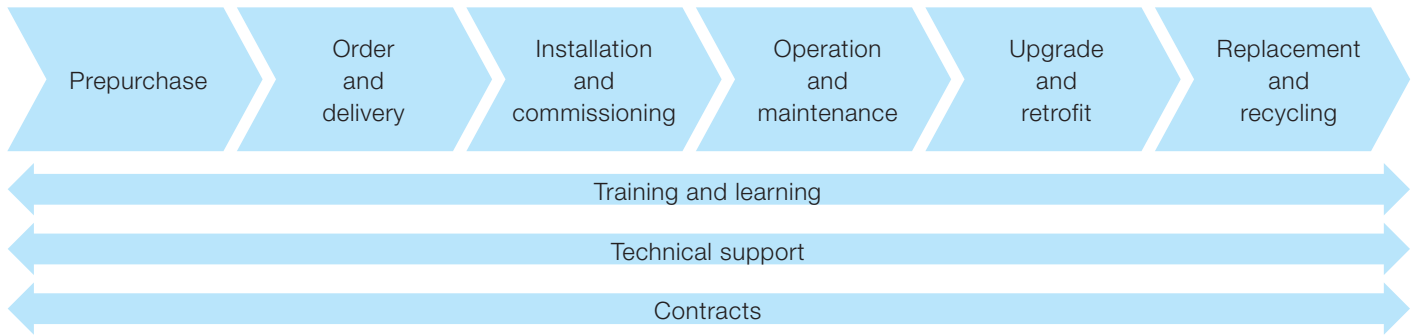 Prepurchase
Order
and
delivery
Installation
and
commissioning
Operation
and
maintenance
Upgrade
and
retrofit
Replacement
and
recycling
Training and learning
Technical support
Contracts